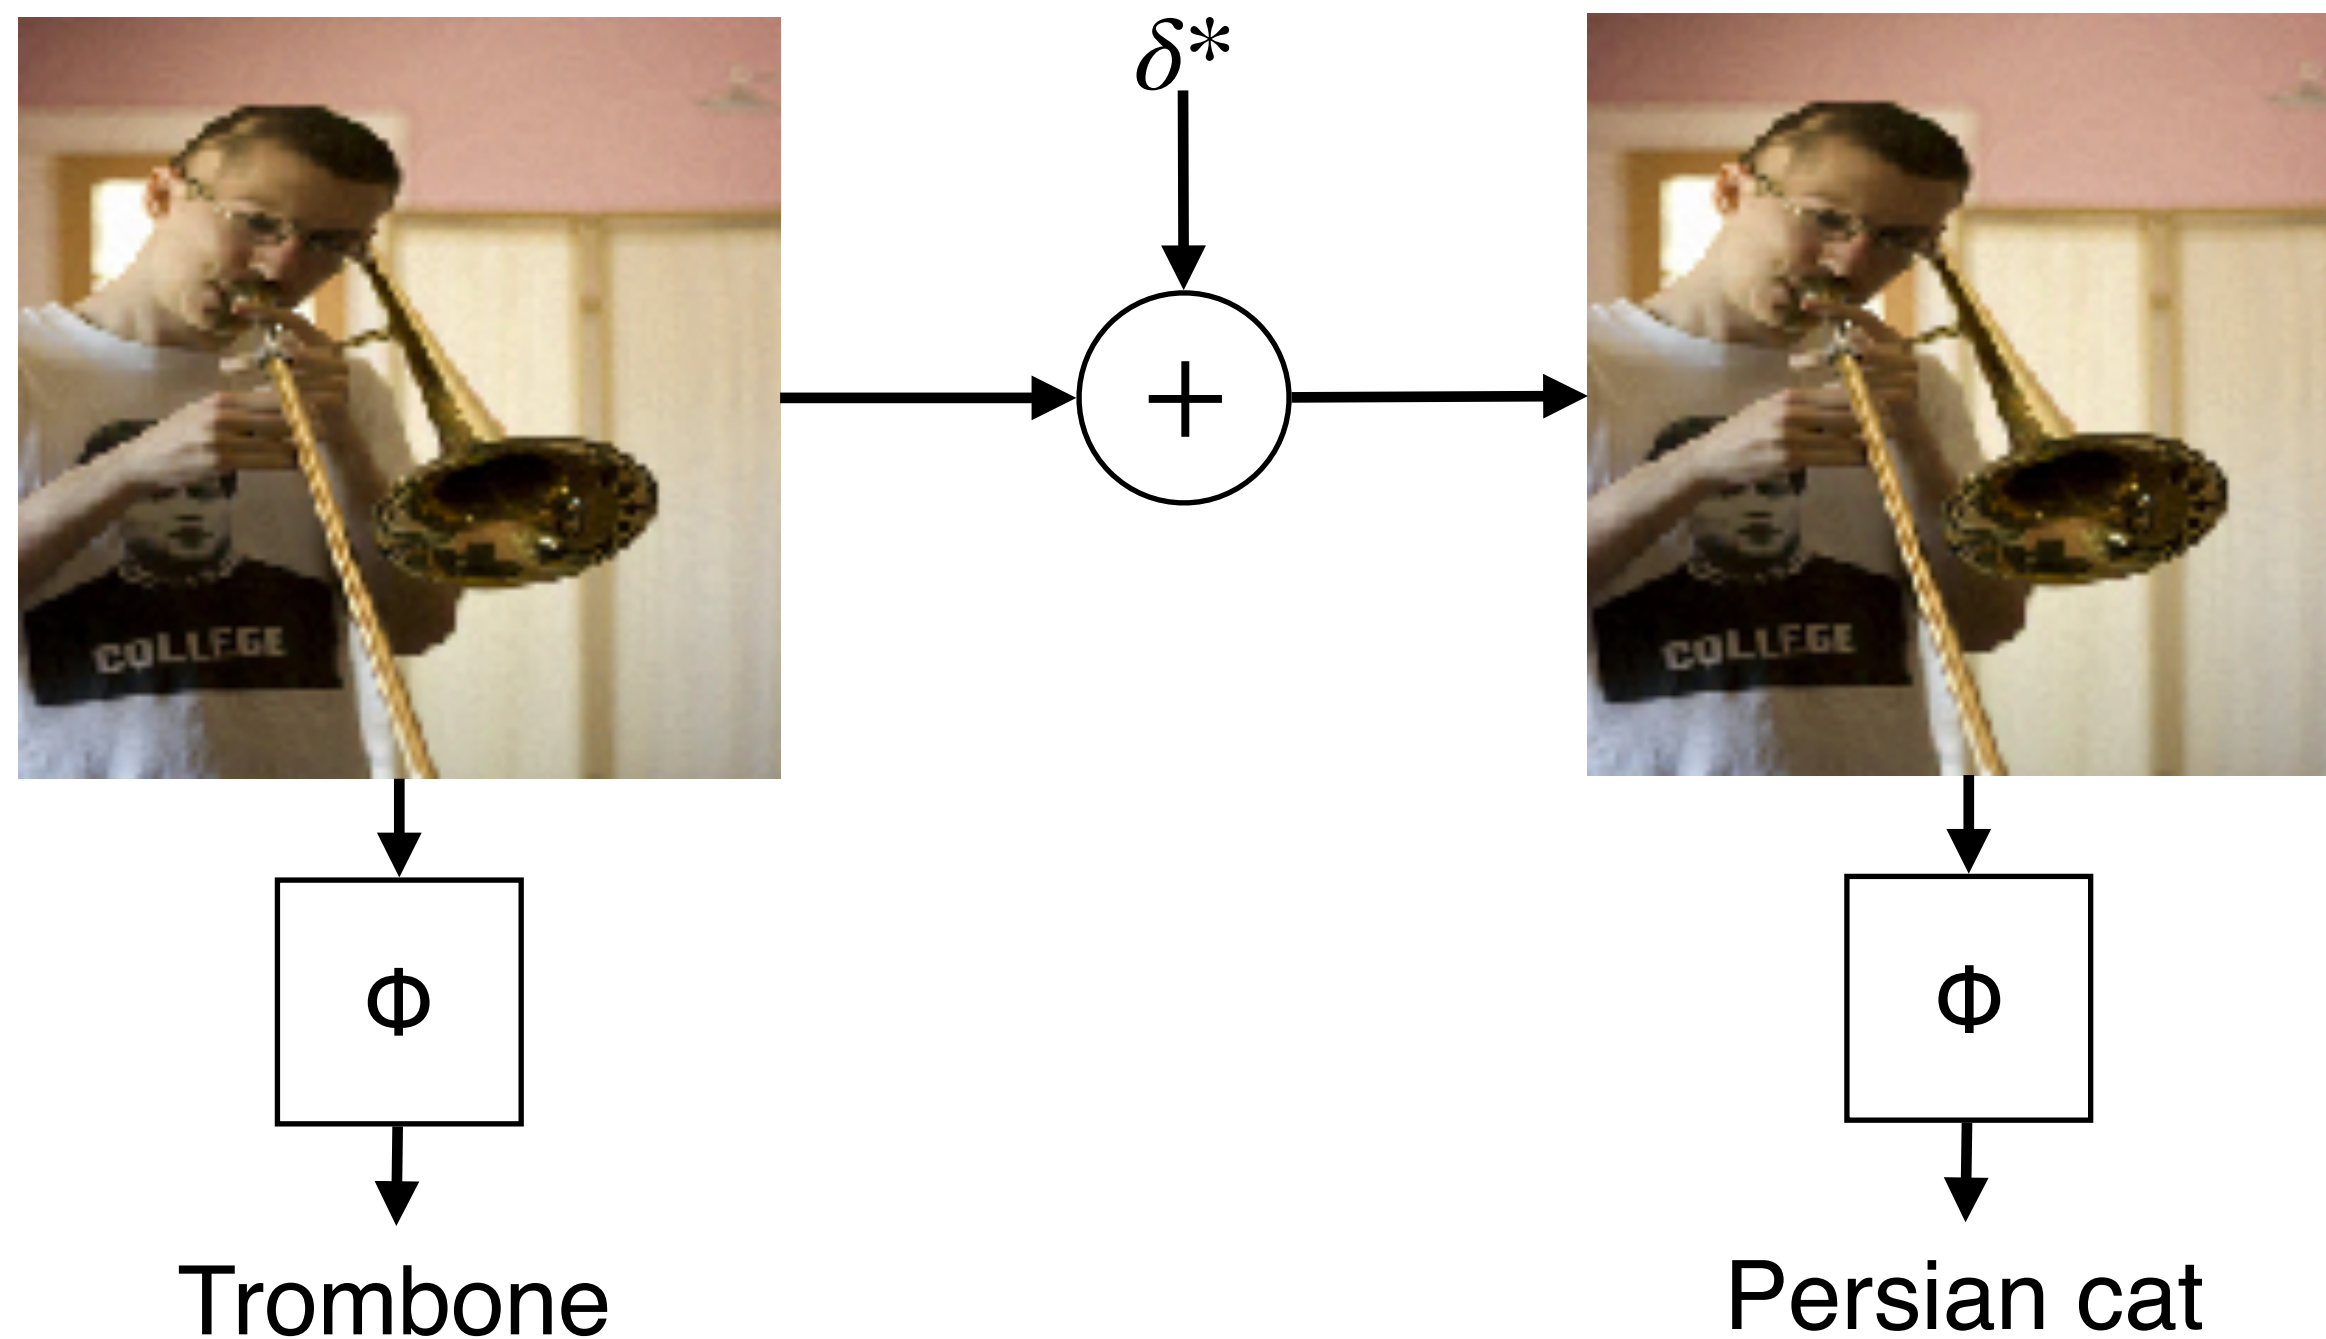 δ*
+
COLLEGE
COLLEGE
Φ
Φ
Trombone
Persian cat